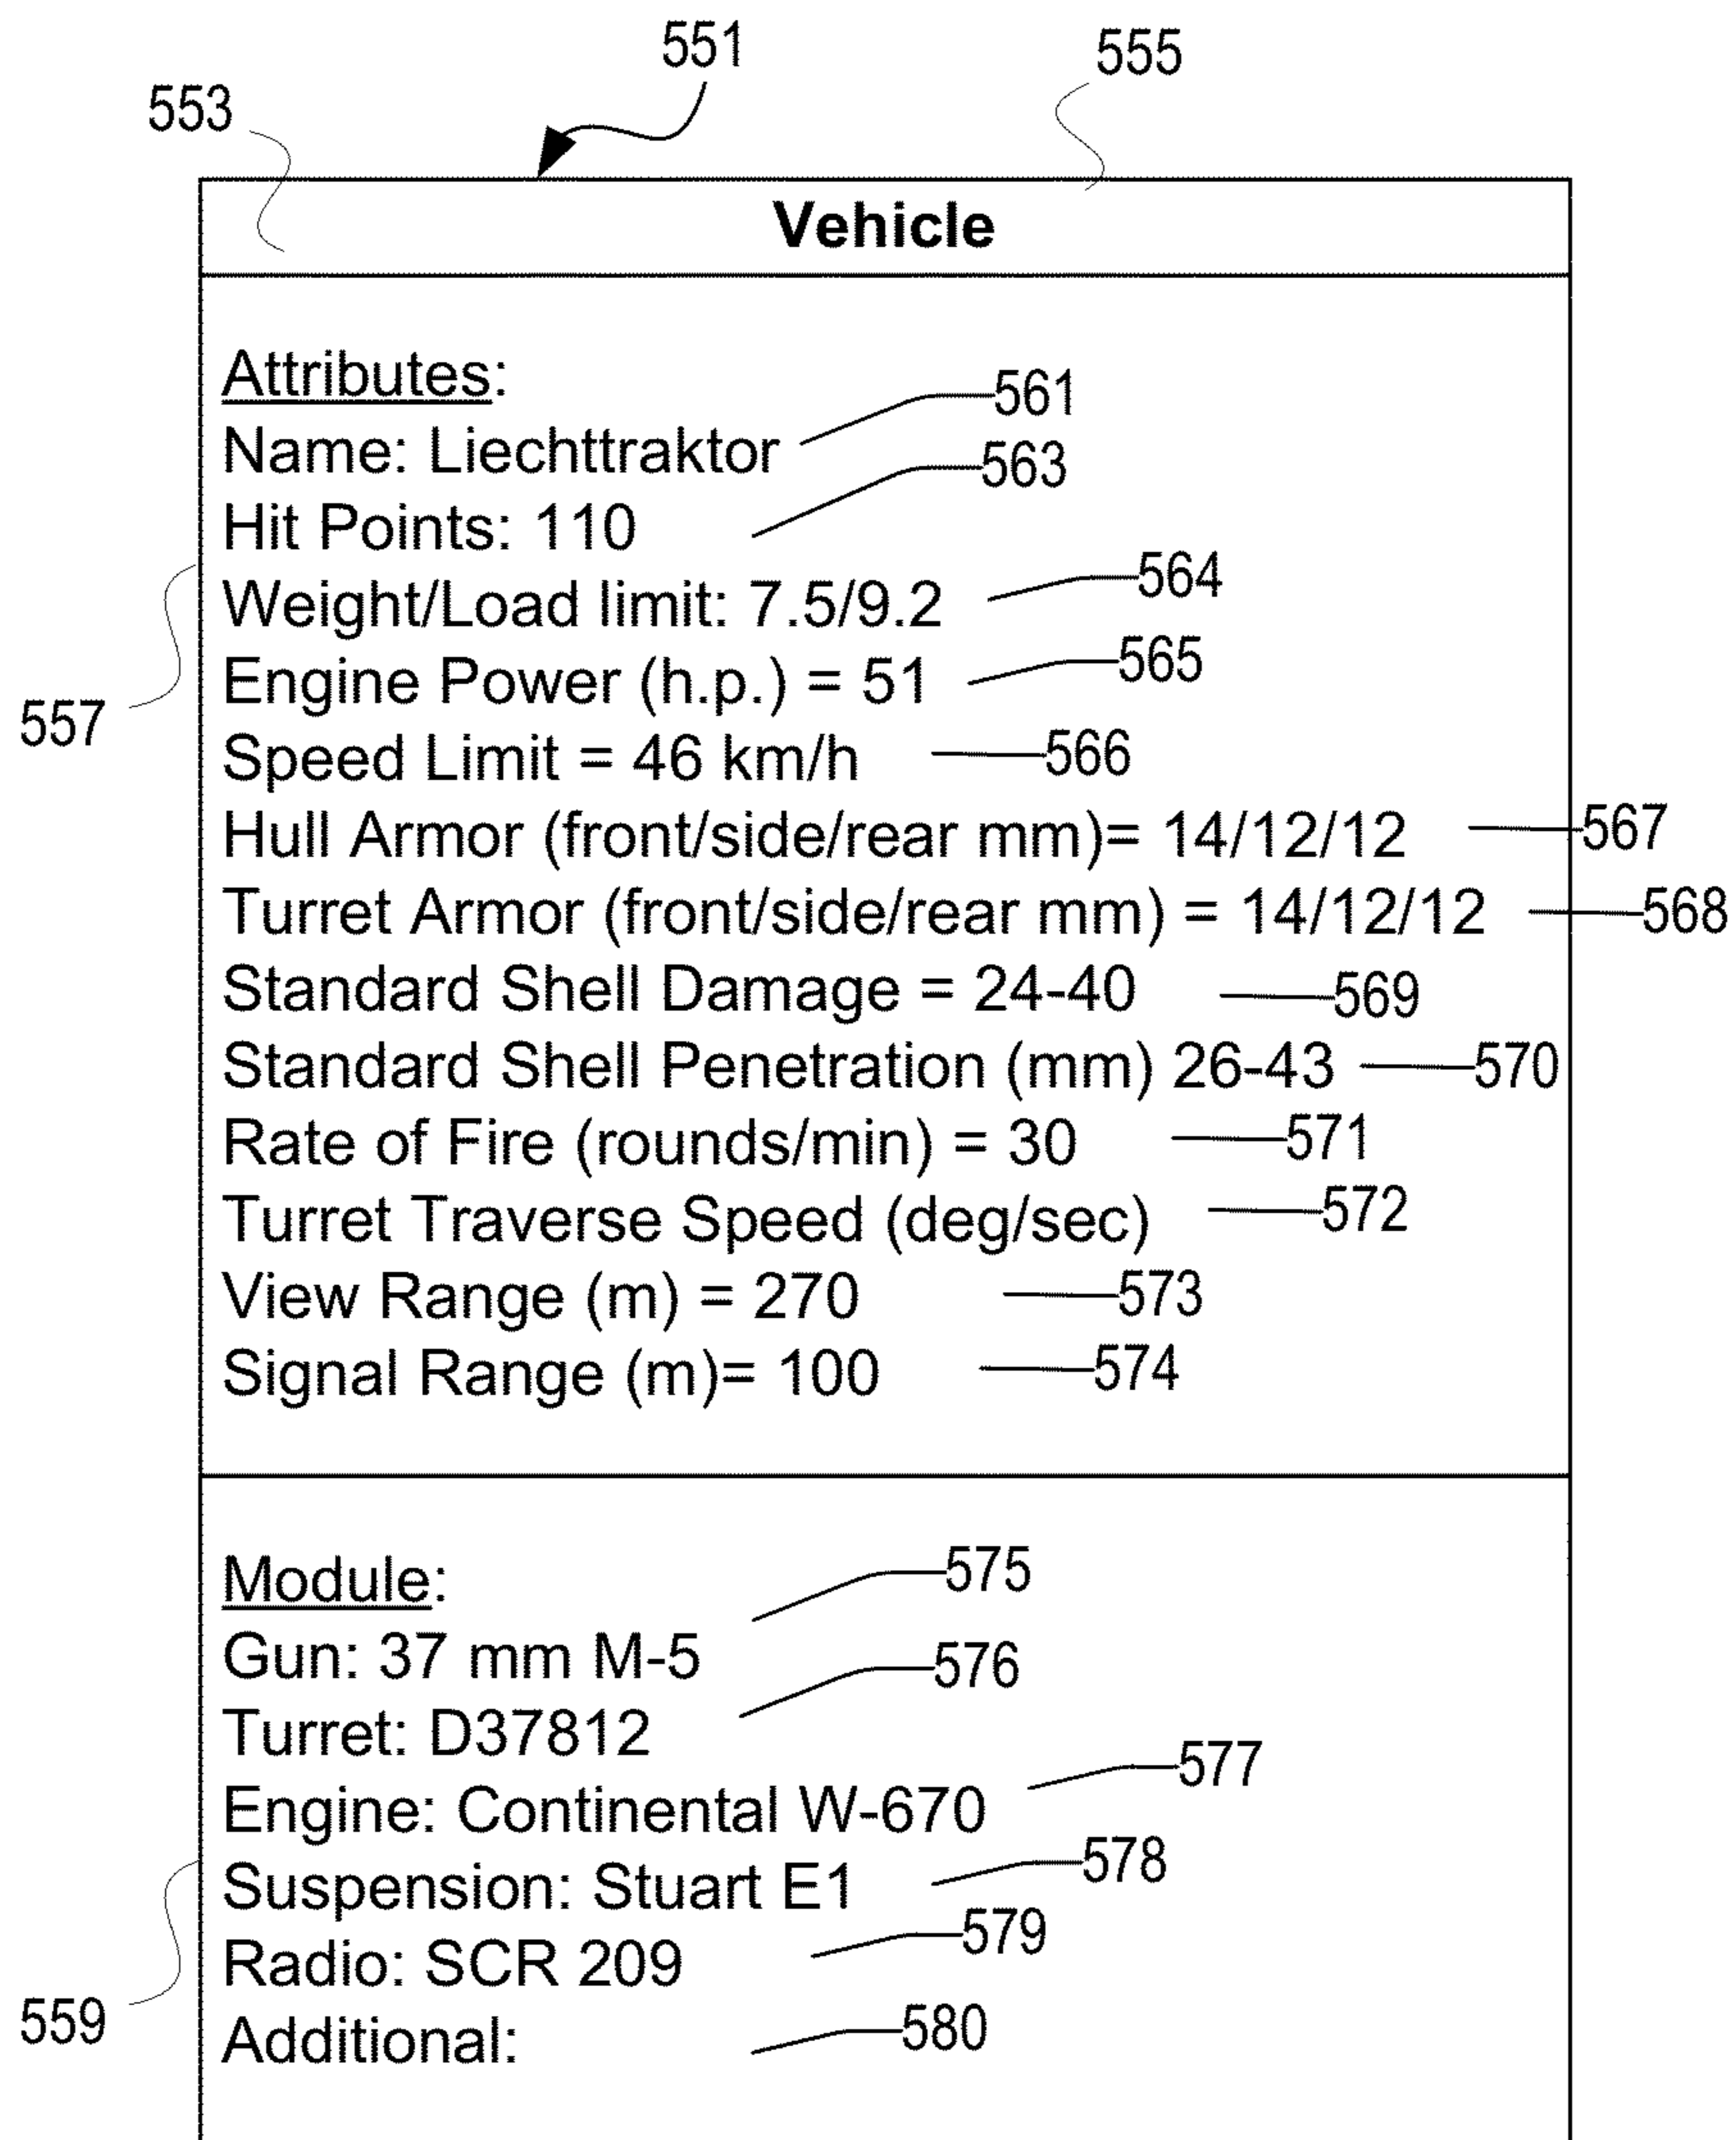 551
555
553
Vehicle
Attributes:
561
Name: Liechttraktor
563
Hit Points: 110
564
Weight/Load limit: 7.5/9.2
565
Engine Power (h.p.) = 51
557
Speed Limit = 46 km/h
566
Hull Armor (front/side/rear mm)= 14/12/12
567
Turret Armor (front/side/rear mm) = 14/12/12
568
Standard Shell Damage = 24-40
569
Standard Shell Penetration (mm) 26-43
570
Rate of Fire (rounds/min) = 30
571
Turret Traverse Speed (deg/sec)
572
View Range (m) = 270
573
Signal Range (m)= 100
574
Module:
575
Gun: 37 mm M-5
576
Turret: D37812
577
Engine: Continental W-670
578
Suspension: Stuart E1
579
Radio: SCR 209
559
Additional:
580